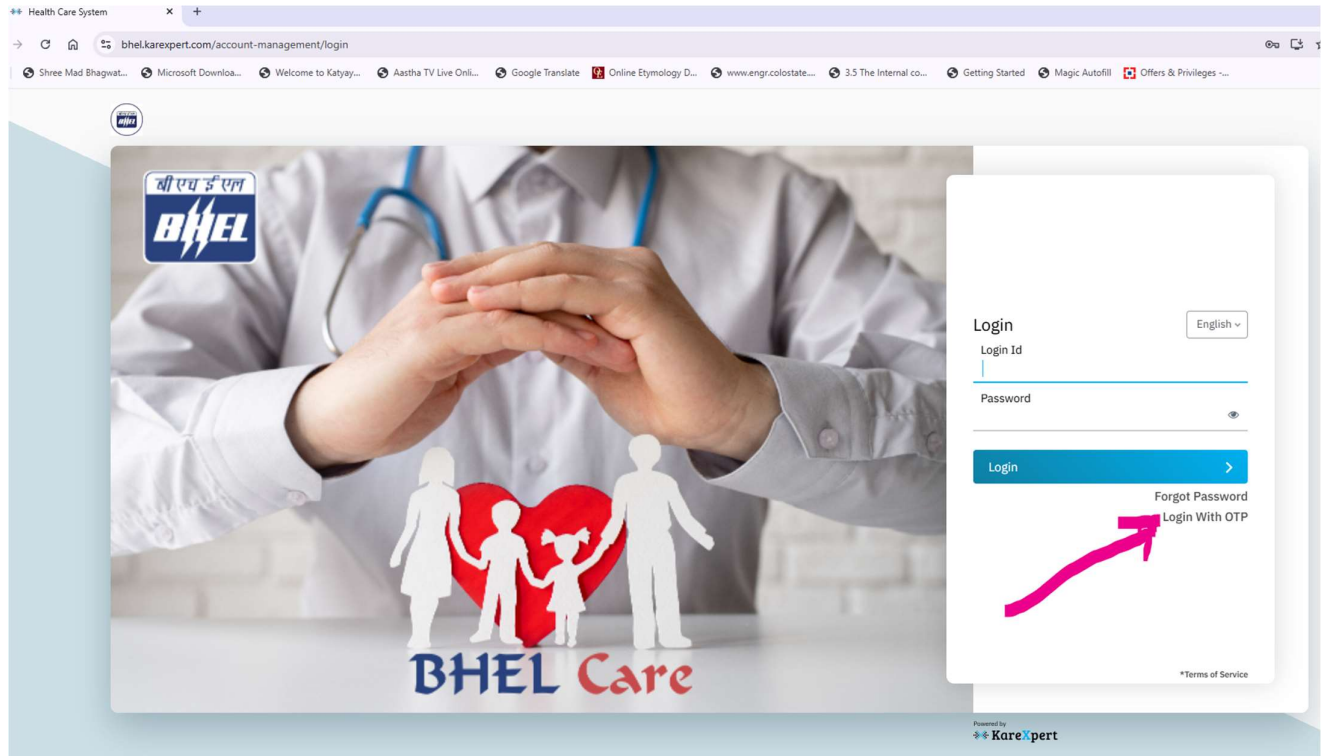 Health Care System
bhel.karexpert.com/account-management/login
Shree Mad Bhagwat... Microsoft Downloa... Welcome to Katyay... Aastha TV Live Onli... Google Translate Online Etymology D... www.engr.colostate.... 3.5 The Internal co... Getting Started Magic Autofill Offers & Privileges -...
बी एच ई एल
BHEL
Login
English
Login Id
Password
Login
Forgot Password
Login With OTP
BHEL Care
*Terms of Service
Powered by
KareXpert